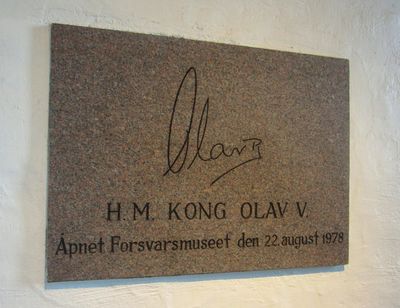 Olav R
H. M. KONG OLAV V.
Åpnet Forsvarsmuseet den 22. august 1978